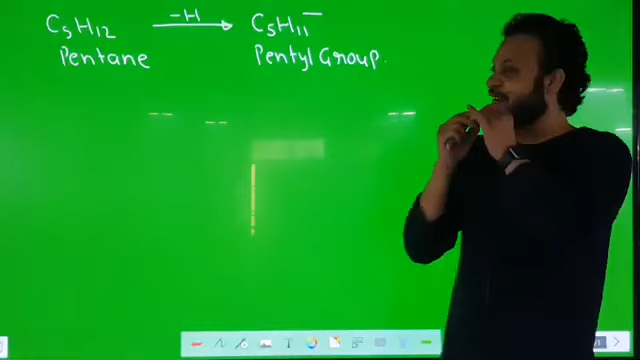 C₅H₁₂ —H→ C₅H₁₁—
Pentane Pentyl Group.